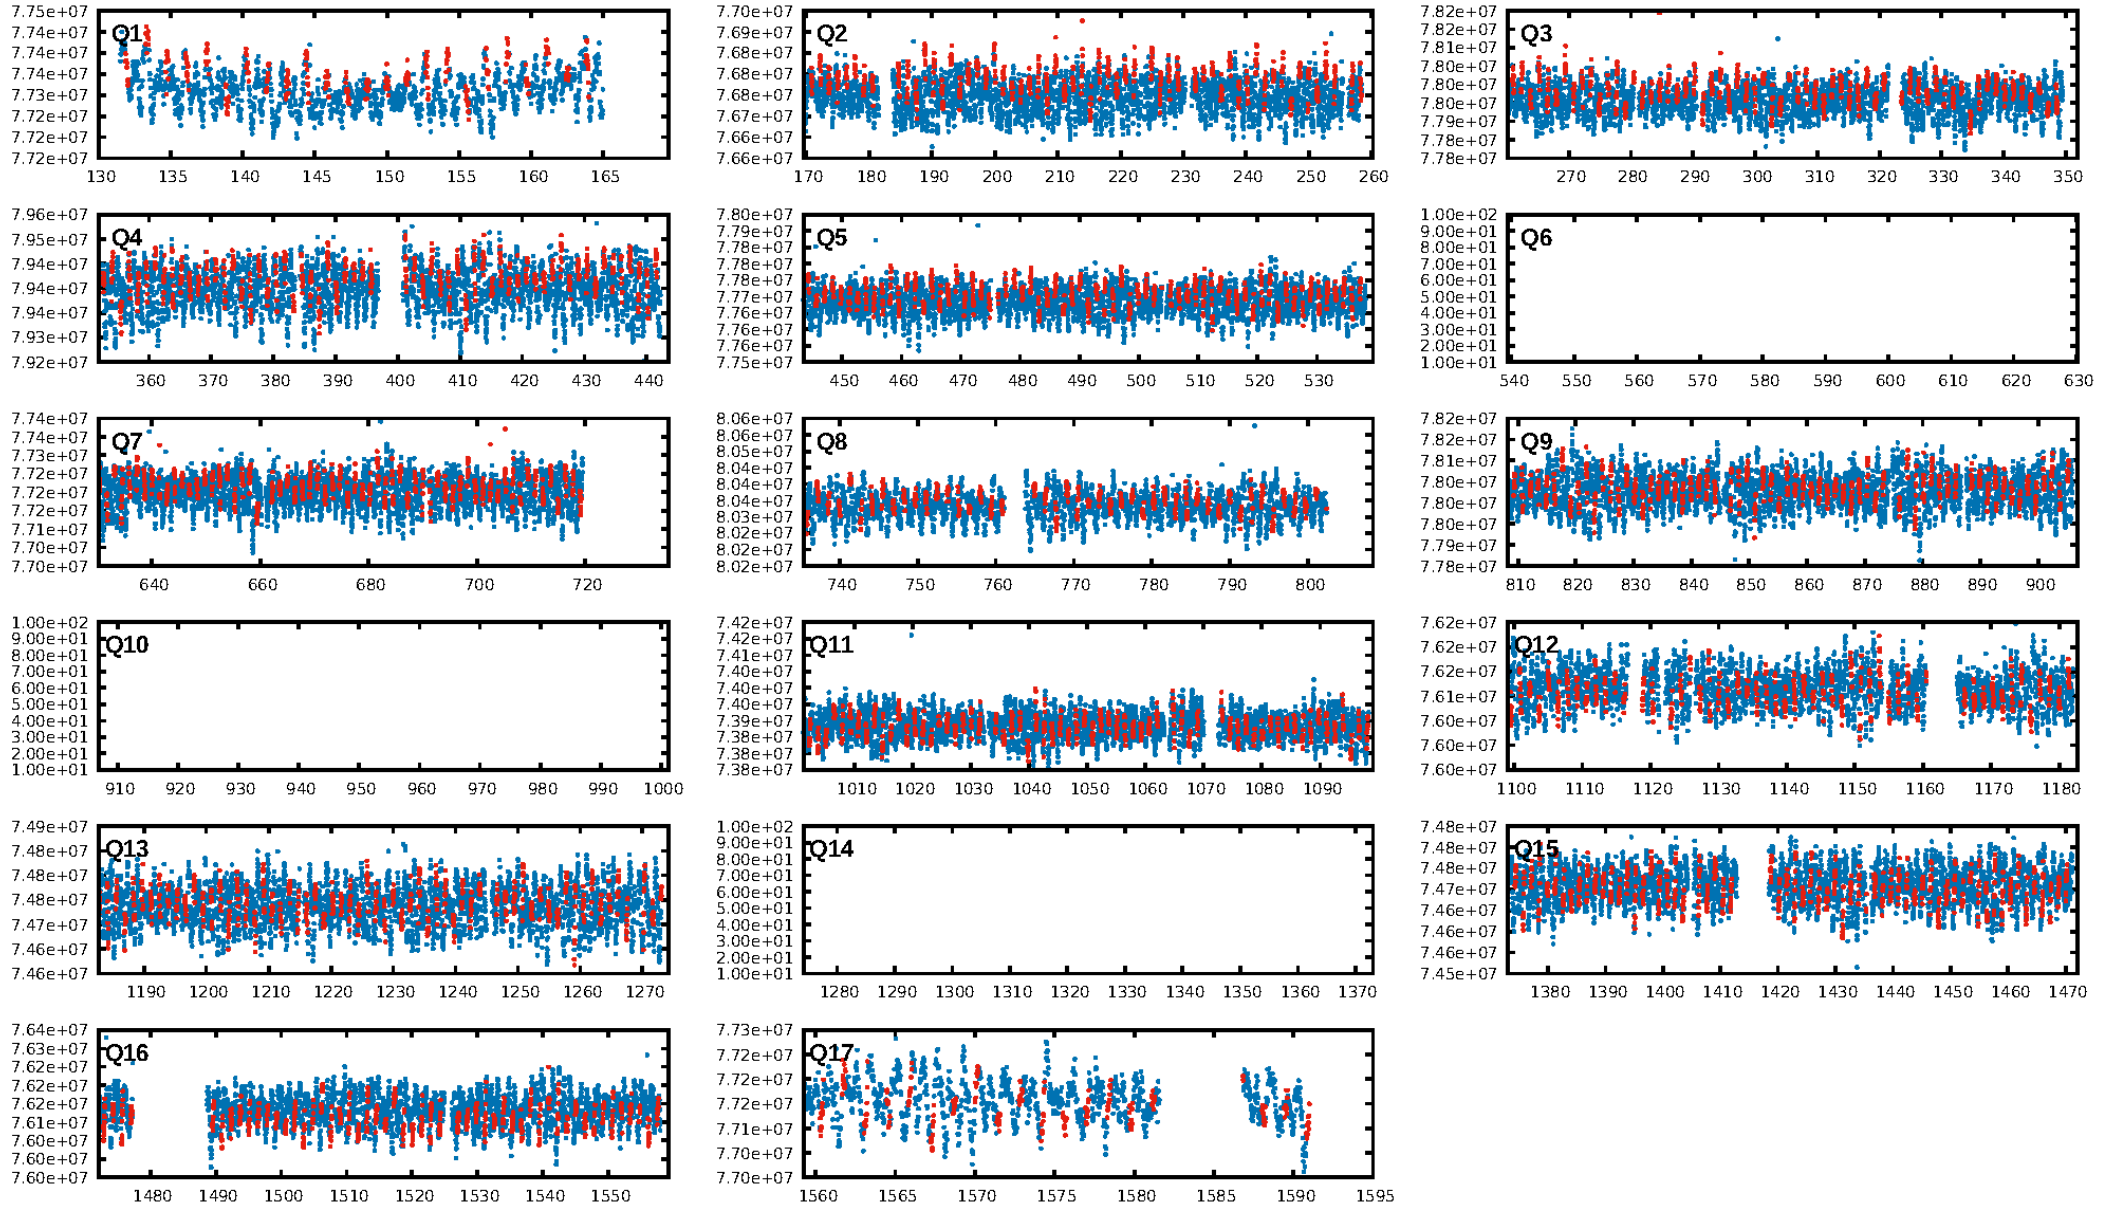 7.75e+07
7.74e+07
7.74e+07
7.74e+07
7.73e+07
7.72e+07
7.72e+07
7.72e+07
Q1
130 135 140 145 150 155 160 165
7.70e+07
7.69e+07
7.68e+07
7.68e+07
7.68e+07
7.67e+07
7.66e+07
7.66e+07
Q2
170 180 190 200 210 220 230 240 250 260
7.82e+07
7.82e+07
7.81e+07
7.80e+07
7.80e+07
7.80e+07
7.79e+07
7.78e+07
7.78e+07
Q3
270 280 290 300 310 320 330 340 350
7.96e+07
7.95e+07
7.94e+07
7.94e+07
7.94e+07
7.93e+07
7.92e+07
Q4
360 370 380 390 400 410 420 430 440
7.80e+07
7.79e+07
7.78e+07
7.78e+07
7.78e+07
7.77e+07
7.76e+07
7.76e+07
7.76e+07
7.75e+07
Q5
450 460 470 480 490 500 510 520 530
1.00e+02
9.00e+01
8.00e+01
7.00e+01
6.00e+01
5.00e+01
4.00e+01
3.00e+01
2.00e+01
1.00e+01
Q6
540 550 560 570 580 590 600 610 620 630
7.74e+07
7.74e+07
7.73e+07
7.72e+07
7.72e+07
7.72e+07
7.71e+07
7.70e+07
7.70e+07
Q7
640 660 680 700 720
8.06e+07
8.06e+07
8.05e+07
8.04e+07
8.04e+07
8.04e+07
8.03e+07
8.02e+07
8.02e+07
8.02e+07
Q8
740 750 760 770 780 790 800
7.82e+07
7.82e+07
7.81e+07
7.80e+07
7.80e+07
7.80e+07
7.79e+07
7.78e+07
Q9
810 820 830 840 850 860 870 880 890 900
1.00e+02
9.00e+01
8.00e+01
7.00e+01
6.00e+01
5.00e+01
4.00e+01
3.00e+01
2.00e+01
1.00e+01
Q10
910 920 930 940 950 960 970 980 990 1000
7.42e+07
7.42e+07
7.41e+07
7.40e+07
7.40e+07
7.40e+07
7.39e+07
7.38e+07
7.38e+07
7.38e+07
Q11
1010 1020 1030 1040 1050 1060 1070 1080 1090
7.62e+07
7.62e+07
7.62e+07
7.61e+07
7.60e+07
7.60e+07
7.60e+07
Q12
1100 1110 1120 1130 1140 1150 1160 1170 1180
7.49e+07
7.48e+07
7.48e+07
7.48e+07
7.47e+07
7.46e+07
7.46e+07
Q13
1190 1200 1210 1220 1230 1240 1250 1260 1270
1.00e+02
9.00e+01
8.00e+01
7.00e+01
6.00e+01
5.00e+01
4.00e+01
3.00e+01
2.00e+01
1.00e+01
Q14
1280 1290 1300 1310 1320 1330 1340 1350 1360 1370
7.48e+07
7.48e+07
7.48e+07
7.47e+07
7.46e+07
7.46e+07
7.46e+07
7.45e+07
Q15
1380 1390 1400 1410 1420 1430 1440 1450 1460 1470
7.64e+07
7.63e+07
7.62e+07
7.62e+07
7.62e+07
7.61e+07
7.60e+07
7.60e+07
7.60e+07
Q16
1480 1490 1500 1510 1520 1530 1540 1550
7.73e+07
7.72e+07
7.72e+07
7.72e+07
7.71e+07
7.70e+07
7.70e+07
Q17
1560 1565 1570 1575 1580 1585 1590 1595